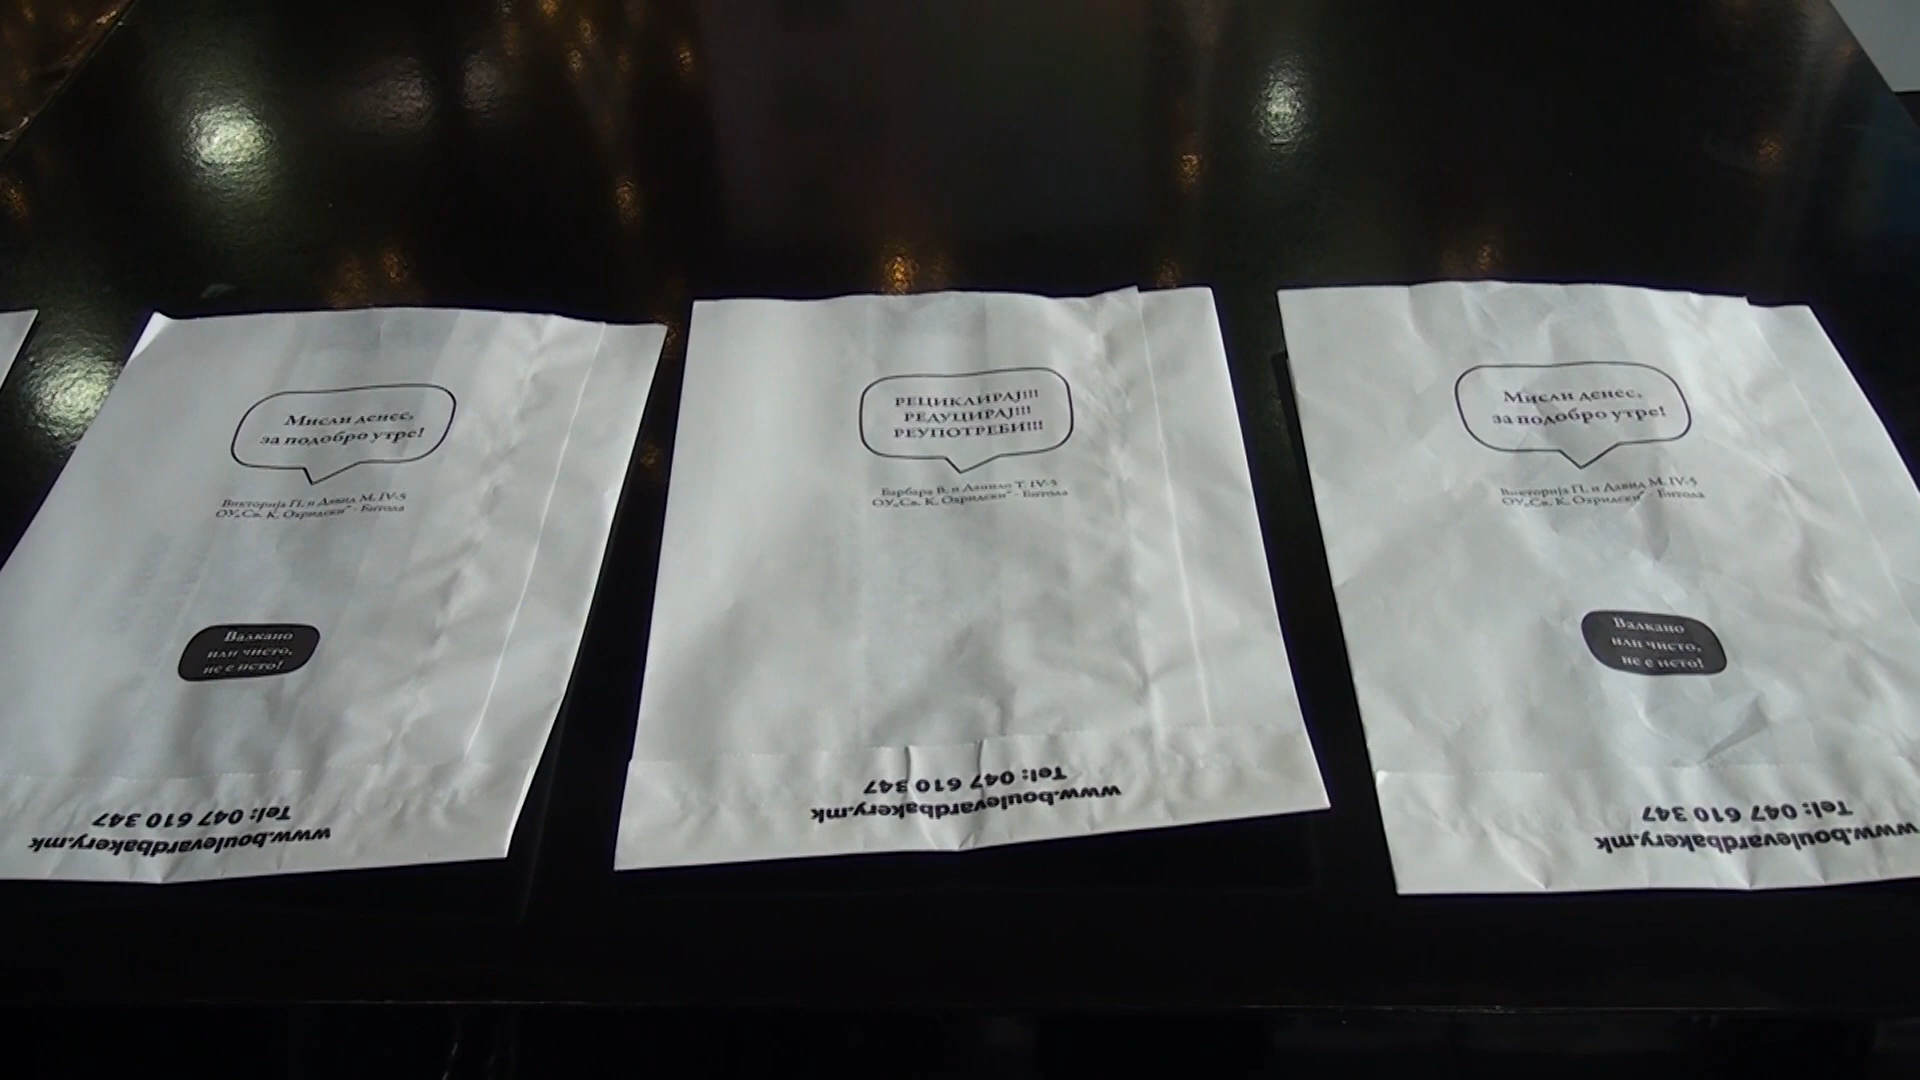 Мисли денес,
за подобро утре!
Викторија П. и Давид М. IV-5
ОУ„Св. К. Охридски“ - Битола
Валкано
или чисто,
не е исто!
Tel: 047 610 347
www.boulevardbakery.mk
РЕЦИКЛИРАЈ!!!
РЕДУЦИРАЈ!!!
РЕУПОТРЕБИ!!!
Барбара В. и Данило Т. IV-5
ОУ„Св. К. Охридски“ - Битола
Tel: 047 610 347
www.boulevardbakery.mk
Мисли денес,
за подобро утре!
Викторија П. и Давид М. IV-5
ОУ„Св. К. Охридски“ - Битола
Валкано
или чисто,
не е исто!
Tel: 047 610 347
www.boulevardbakery.mk